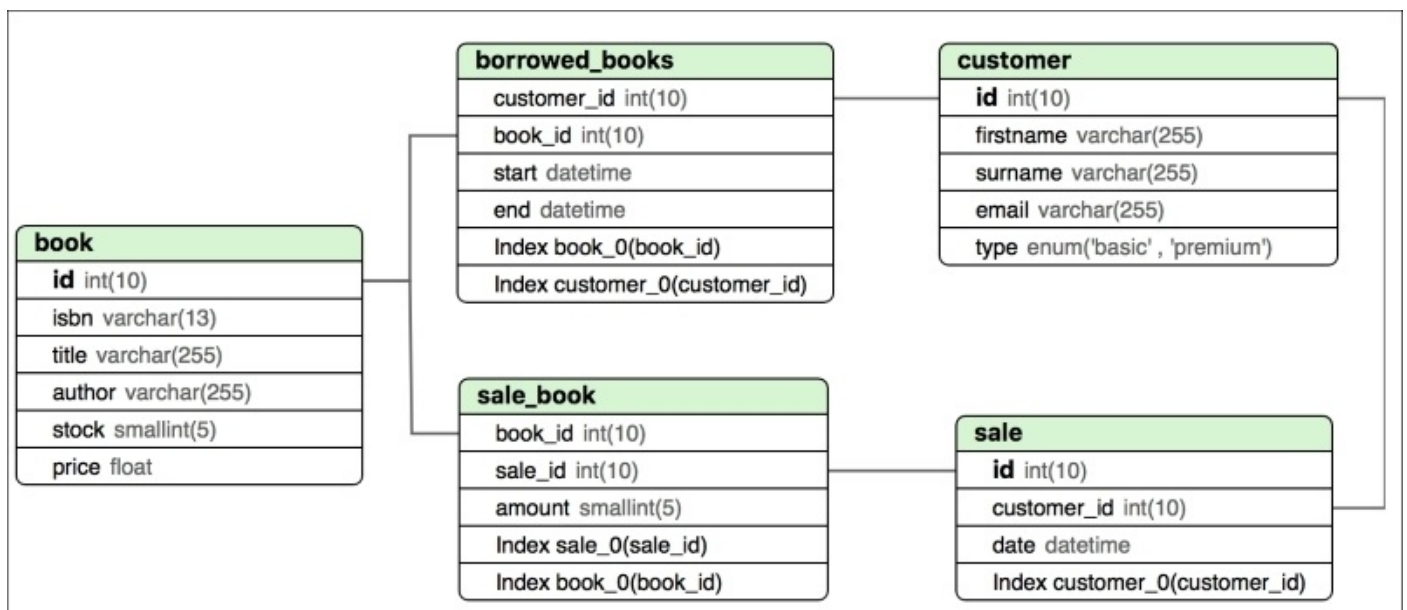 borrowed_books
customer_id int(10)
book_id int(10)
start datetime
end datetime
Index book_0(book_id)
Index customer_0(customer_id)
customer
id int(10)
firstname varchar(255)
surname varchar(255)
email varchar(255)
type enum('basic' , 'premium')
book
id int(10)
isbn varchar(13)
title varchar(255)
author varchar(255)
stock smallint(5)
price float
sale_book
book_id int(10)
sale_id int(10)
amount smallint(5)
Index sale_0(sale_id)
Index book_0(book_id)
sale
id int(10)
customer_id int(10)
date datetime
Index customer_0(customer_id)